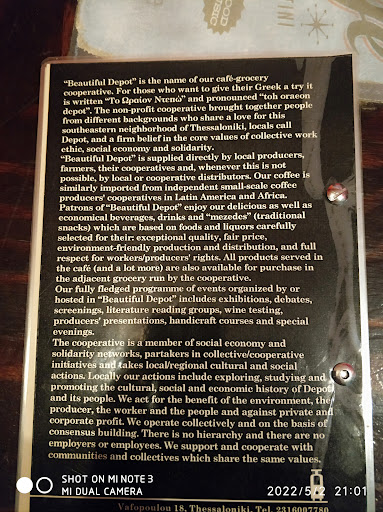 "Beautiful Depot" is the name of our café-grocery
cooperative. For those who want to give their Greek a try it
is written "Το Ωραίον Ντεπώ" and pronounced "toh oraeon
depot". The non-profit cooperative brought together people
from different backgrounds who share a love for this
southeastern neighborhood of Thessaloniki, locals call
Depot, and a firm belief in the core values of collective work
ethic, social economy and solidarity.
"Beautiful Depot" is supplied directly by local producers,
farmers, their cooperatives and, whenever this is not
possible, by local or cooperative distributors. Our coffee is
similarly imported from independent small-scale coffee
producers' cooperatives in Latin America and Africa.
Patrons of "Beautiful Depot" enjoy our delicious as well as
economical beverages, drinks and "mezedes" (traditional
snacks) which are based on foods and liquors carefully
selected for their: exceptional quality, fair price,
environment-friendly production and distribution, and full
respect for workers/producers' rights. All products served in
the café (and a lot more) are also available for purchase in
the adjacent grocery run by the cooperative.
Our fully fledged programme of events organized by or
hosted in "Beautiful Depot" includes exhibitions, debates,
screenings, literature reading groups, wine testing,
producers' presentations, handicraft courses and special
evenings.
The cooperative is a member of social economy and
solidarity networks, partakers in collective/cooperative
initiatives and takes local/regional cultural and social
actions. Locally our actions include exploring, studying and
promoting the cultural, social and economic history of Depot
and its people. We act for the benefit of the environment, the
producer, the worker and the people and against private and
corporate profit. We operate collectively and on the basis of
consensus building. There is no hierarchy and there are no
employers or employees. We support and cooperate with
communities and collectives which share the same values.
Vafopoulou 18, Thessaloniki, Tel. 2316007780
SHOT ON MI NOTE 3
MI DUAL CAMERA
2022/5/2 21:01